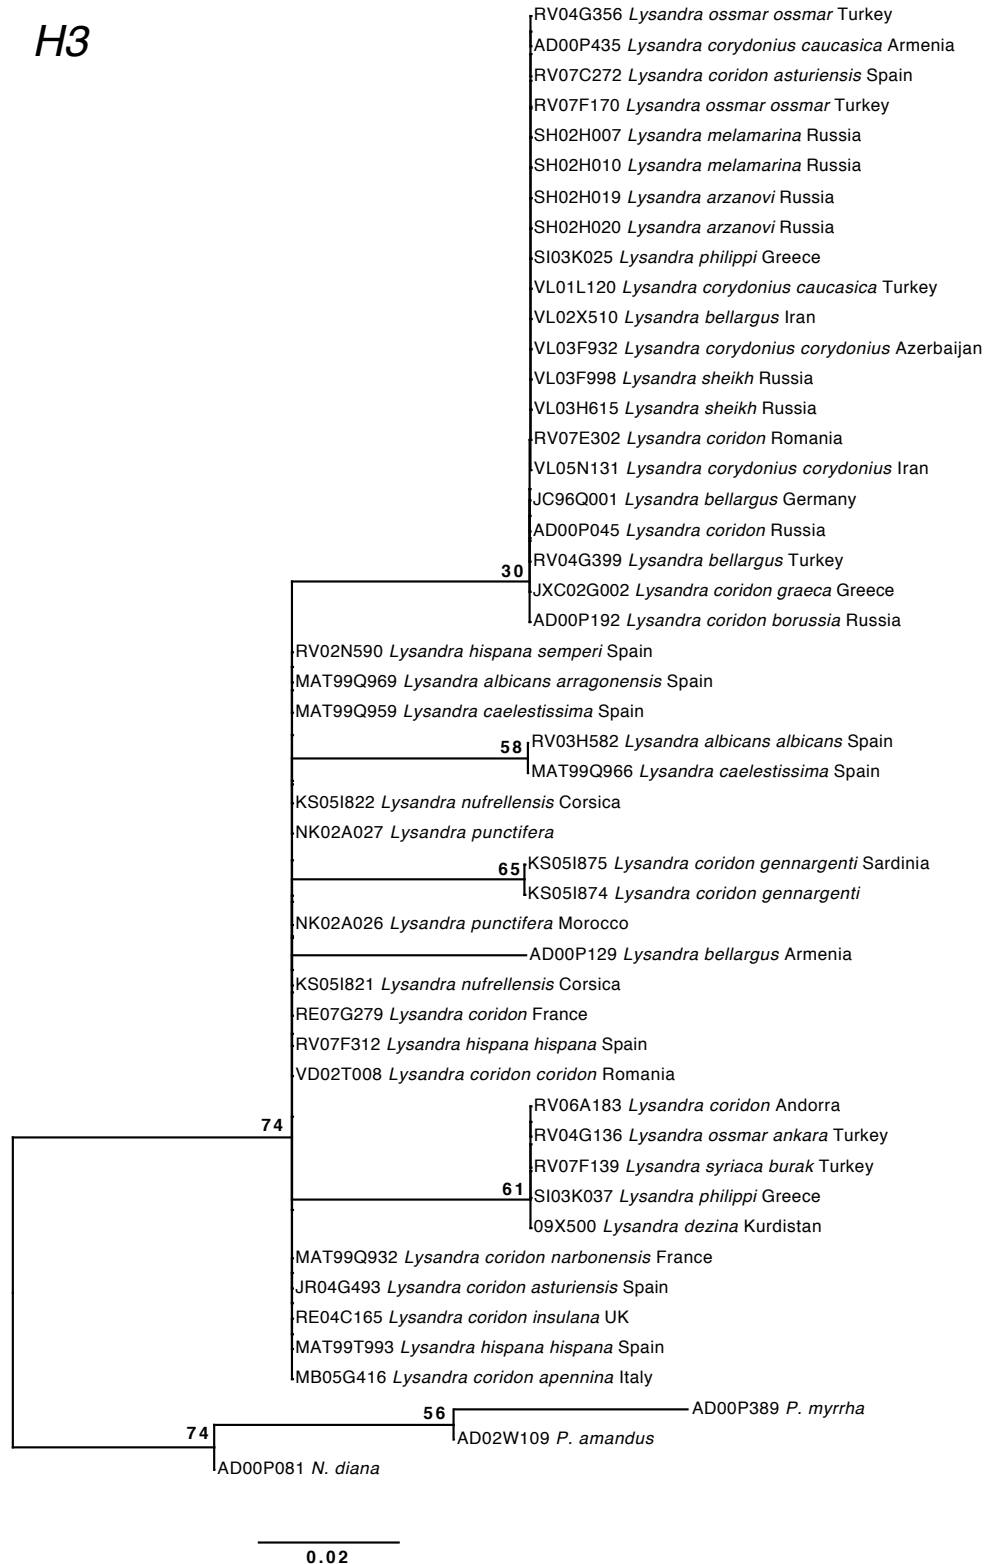 H3
RV04G356 Lysandra ossmar ossmar Turkey
AD00P435 Lysandra corydonius caucasica Armenia
RV07C272 Lysandra coridon asturiensis Spain
RV07F170 Lysandra ossmar ossmar Turkey
SH02H007 Lysandra melamarina Russia
SH02H010 Lysandra melamarina Russia
SH02H019 Lysandra arzanovi Russia
SH02H020 Lysandra arzanovi Russia
SI03K025 Lysandra philippi Greece
VL01L120 Lysandra corydonius caucasica Turkey
VL02X510 Lysandra bellargus Iran
VL03F932 Lysandra corydonius corydonius Azerbaijan
VL03F998 Lysandra sheikh Russia
VL03H615 Lysandra sheikh Russia
RV07E302 Lysandra coridon Romania
VL05N131 Lysandra corydonius corydonius Iran
JC96Q001 Lysandra bellargus Germany
AD00P045 Lysandra coridon Russia
RV04G399 Lysandra bellargus Turkey
30
JXC02G002 Lysandra coridon graeca Greece
AD00P192 Lysandra coridon borussia Russia
RV02N590 Lysandra hispana semperi Spain
MAT99Q969 Lysandra albicans arragonensis Spain
MAT99Q959 Lysandra caelestissima Spain
RV03H582 Lysandra albicans albicans Spain
58
MAT99Q966 Lysandra caelestissima Spain
KS05I822 Lysandra nufrellensis Corsica
NK02A027 Lysandra punctifera
KS05I875 Lysandra coridon gennargenti Sardinia
65
KS05I874 Lysandra coridon gennargenti
NK02A026 Lysandra punctifera Morocco
AD00P129 Lysandra bellargus Armenia
KS05I821 Lysandra nufrellensis Corsica
RE07G279 Lysandra coridon France
RV07F312 Lysandra hispana hispana Spain
VD02T008 Lysandra coridon coridon Romania
RV06A183 Lysandra coridon Andorra
74
RV04G136 Lysandra ossmar ankara Turkey
RV07F139 Lysandra syriaca burak Turkey
61
SI03K037 Lysandra philippi Greece
09X500 Lysandra dezina Kurdistan
MAT99Q932 Lysandra coridon narbonensis France
JR04G493 Lysandra coridon asturiensis Spain
RE04C165 Lysandra coridon insulana UK
MAT99T993 Lysandra hispana hispana Spain
MB05G416 Lysandra coridon apennina Italy
AD00P389 P. myrrha
56
AD02W109 P. amandus
74
AD00P081 N. diana
0.02